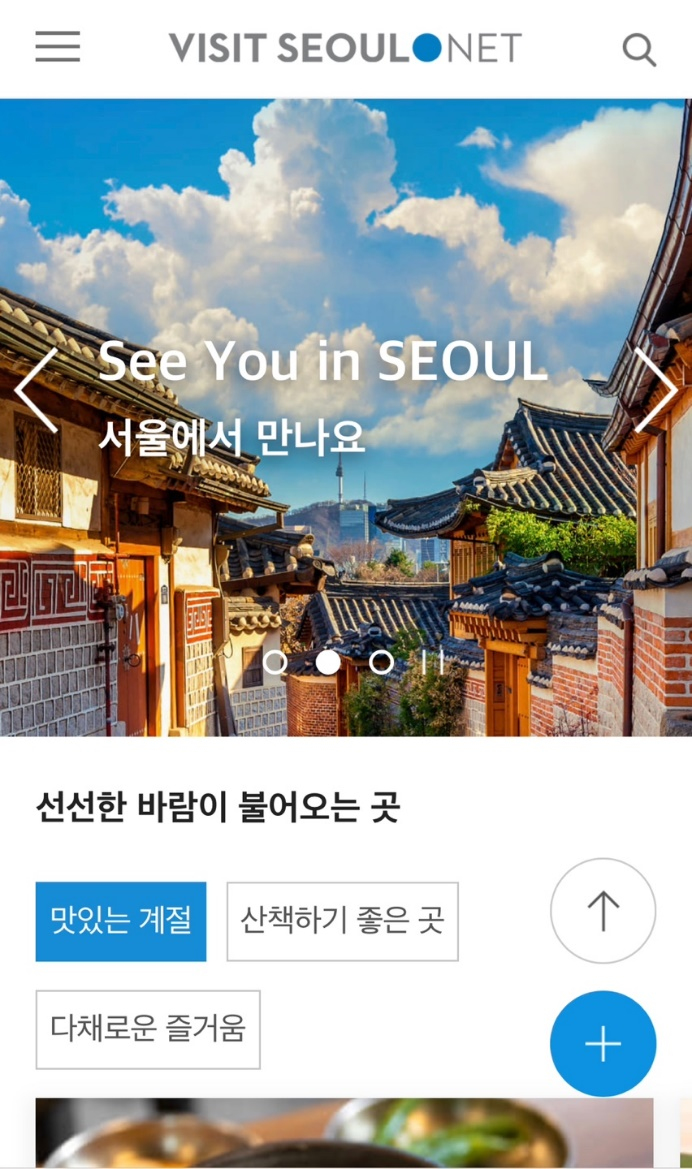 VISIT SEOUL NET
See You in SEOUL
서울에서 만나요
선선한 바람이 불어오는 곳
맛있는 계절
산책하기 좋은 곳
다채로운 즐거움